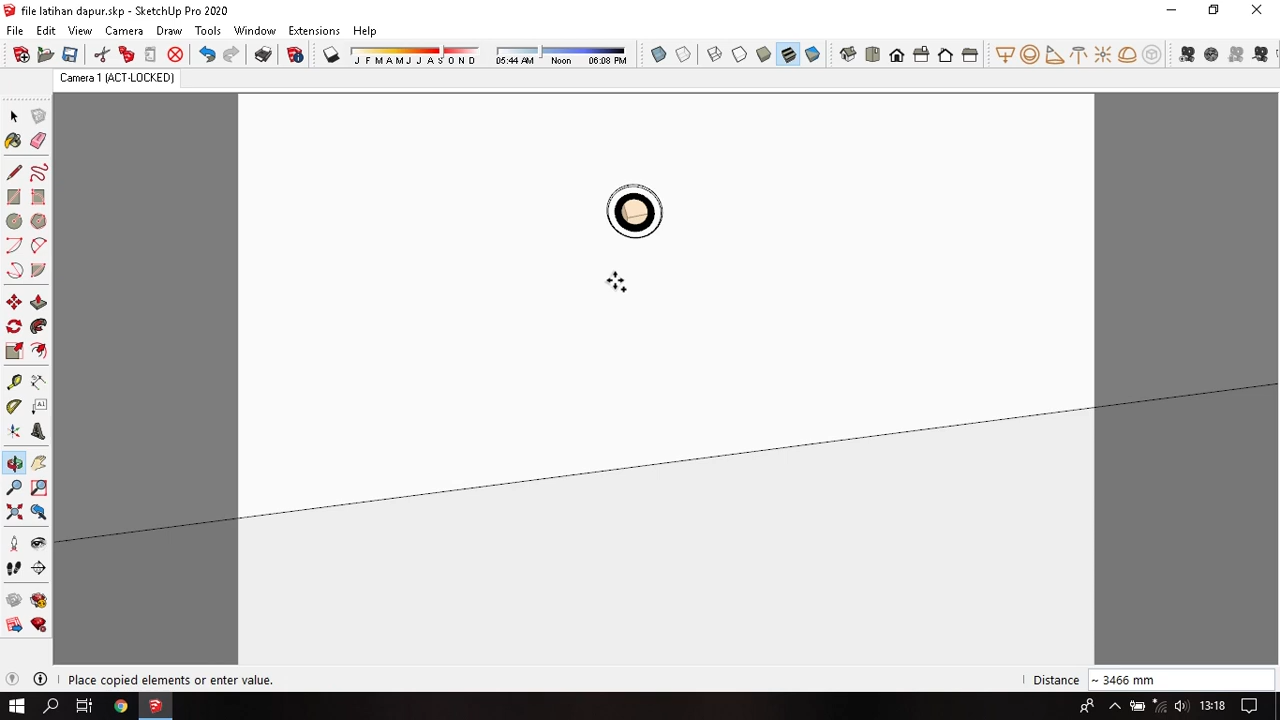 file latihan dapur.skp - SketchUp Pro 2020
File Edit View Camera Draw Tools Window Extensions Help
J F M A M J J A S O N D 05:44 AM Noon 06:08 PM
Camera 1 (ACT-LOCKED)
A1
Place copied elements or enter value. Distance ~ 3466 mm
13:18